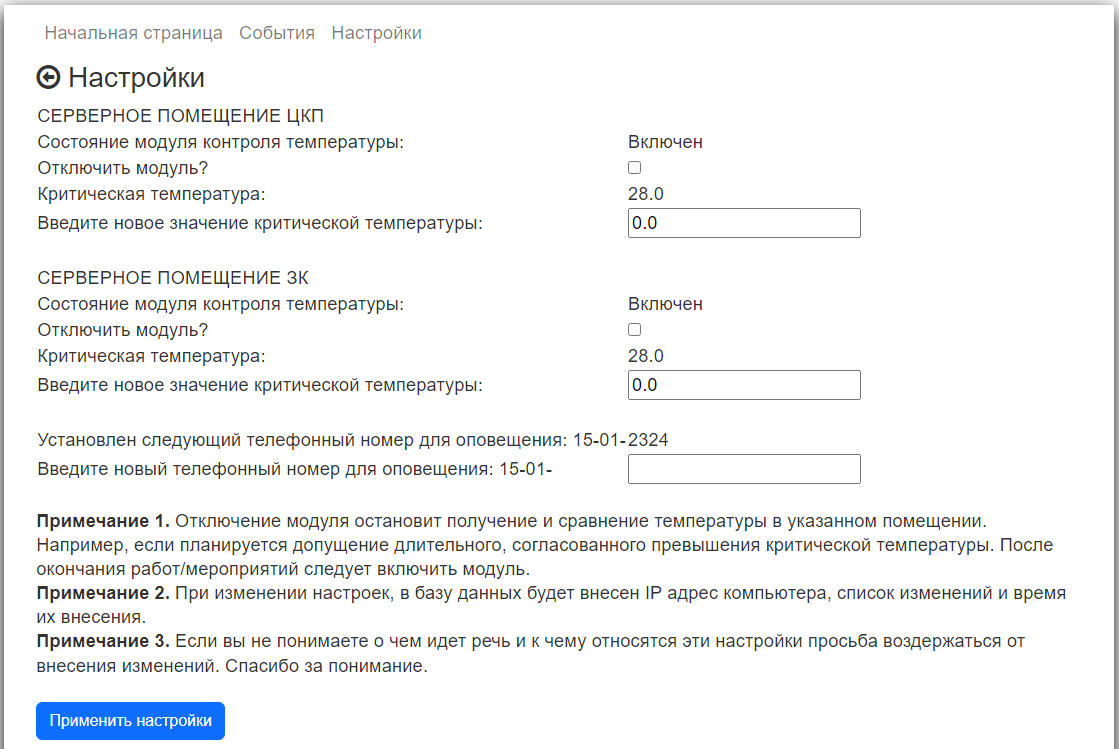 Начальная страница События Настройки
Настройки
СЕРВЕРНОЕ ПОМЕЩЕНИЕ ЦКП
Состояние модуля контроля температуры: Включен
Отключить модуль?
Критическая температура: 28.0
Введите новое значение критической температуры: 0.0
СЕРВЕРНОЕ ПОМЕЩЕНИЕ ЗК
Состояние модуля контроля температуры: Включен
Отключить модуль?
Критическая температура: 28.0
Введите новое значение критической температуры: 0.0
Установлен следующий телефонный номер для оповещения: 15-01-2324
Введите новый телефонный номер для оповещения: 15-01-
Примечание 1. Отключение модуля остановит получение и сравнение температуры в указанном помещении.
Например, если планируется допущение длительного, согласованного превышения критической температуры. После
окончания работ/мероприятий следует включить модуль.
Примечание 2. При изменении настроек, в базу данных будет внесен IP адрес компьютера, список изменений и время
их внесения.
Примечание 3. Если вы не понимаете о чем идет речь и к чему относятся эти настройки просьба воздержаться от
внесения изменений. Спасибо за понимание.
Применить настройки